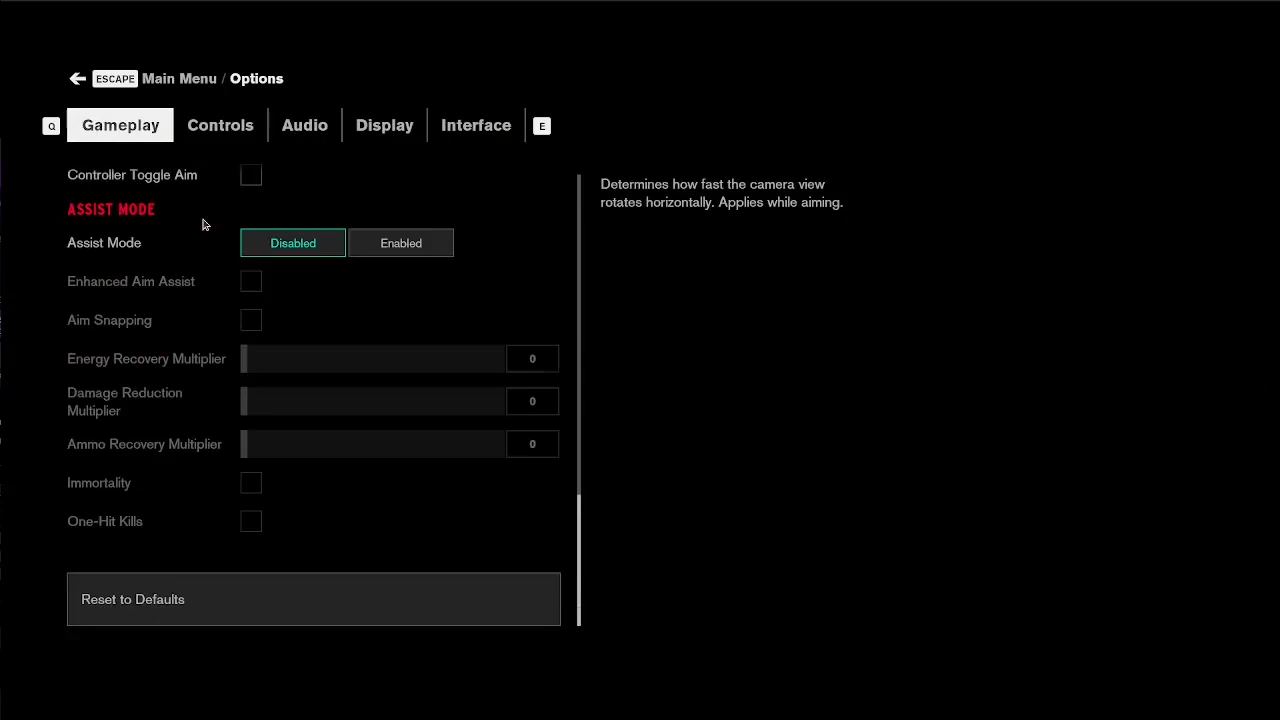 ESCAPE Main Menu / Options
Q Gameplay Controls Audio Display Interface E
Controller Toggle Aim
ASSIST MODE
Assist Mode Disabled Enabled
Enhanced Aim Assist
Aim Snapping
Energy Recovery Multiplier 0
Damage Reduction
Multiplier 0
Ammo Recovery Multiplier 0
Immortality
One-Hit Kills
Reset to Defaults
Determines how fast the camera view
rotates horizontally. Applies while aiming.